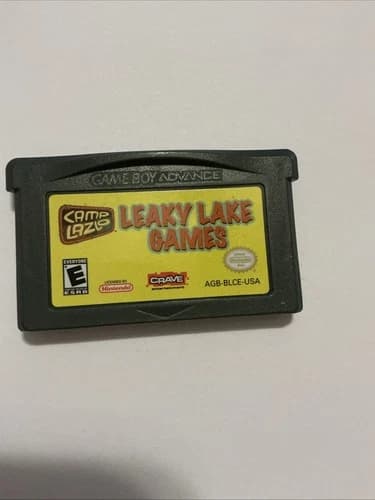 GAME BOY ADVANCE
CAMP
LAZLO
LEAKY LAKE
GAMES
EVERYONE
E
ESRB
LICENSED BY
Nintendo
CRAVE
AGB-BLCE-USA